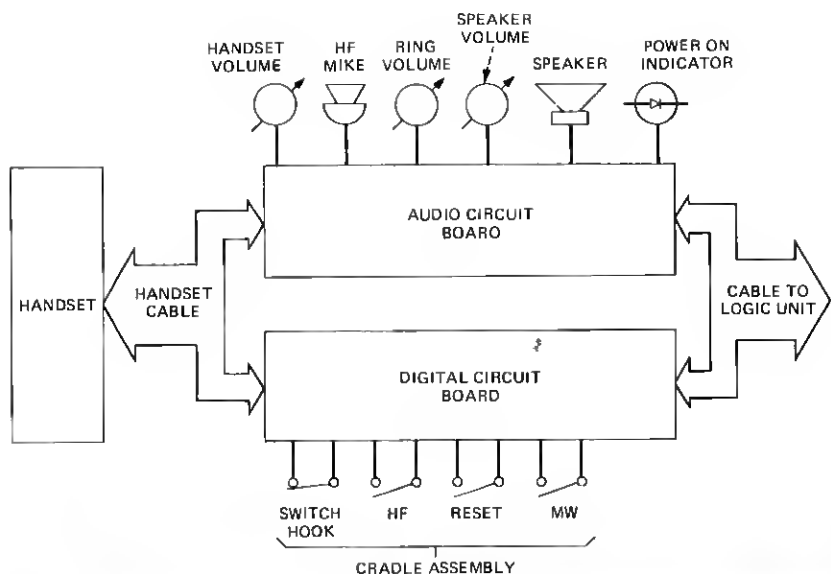 HANDSET
VOLUME
HF
MIKE
RING
VOLUME
SPEAKER
VOLUME
SPEAKER
POWER ON
INDICATOR
AUDIO CIRCUIT
BOARD
HANDSET
HANDSET
CABLE
CABLE TO
LOGIC UNIT
DIGITAL CIRCUIT
BOARD
SWITCH
HOOK
HF
RESET
MW
CRADLE ASSEMBLY